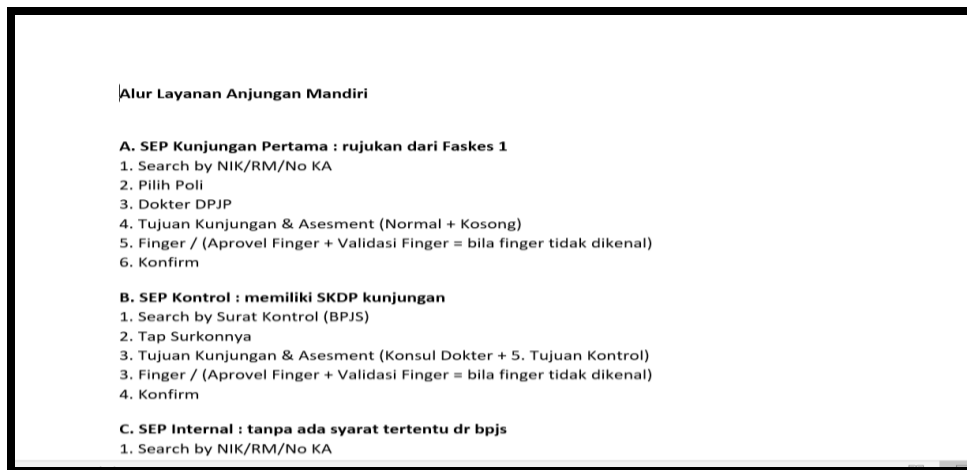 Alur Layanan Anjungan Mandiri
A. SEP Kunjungan Pertama : rujukan dari Faskes 1
1. Search by NIK/RM/No KA
2. Pilih Poli
3. Dokter DPJP
4. Tujuan Kunjungan & Asesment (Normal + Kosong)
5. Finger / (Aprovel Finger + Validasi Finger = bila finger tidak dikenal)
6. Konfirm
B. SEP Kontrol : memiliki SKDP kunjungan
1. Search by Surat Kontrol (BPJS)
2. Tap Surkonnya
3. Tujuan Kunjungan & Asesment (Konsul Dokter + 5. Tujuan Kontrol)
3. Finger / (Aprovel Finger + Validasi Finger = bila finger tidak dikenal)
4. Konfirm
C. SEP Internal : tanpa ada syarat tertentu dr bpjs
1. Search by NIK/RM/No KA